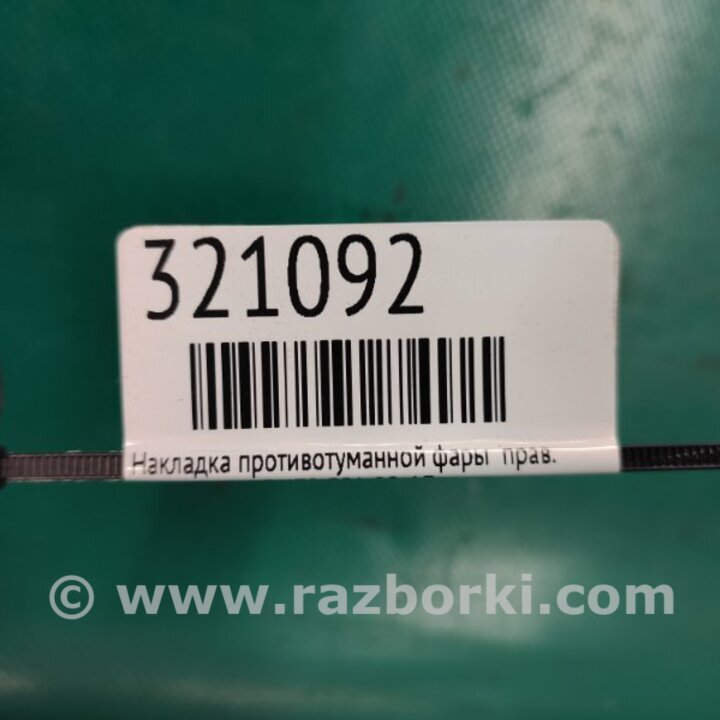 321092
Накладка противотуманной фары прав.
© www.razborki.com